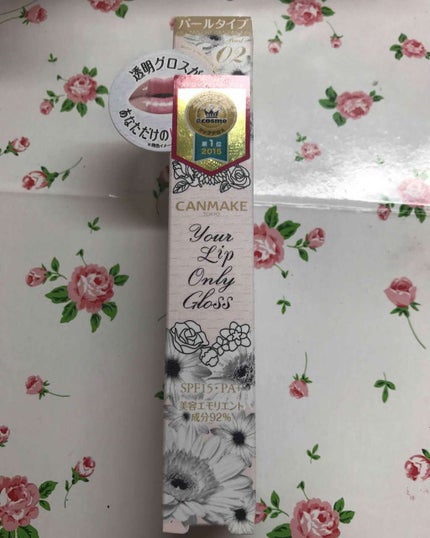 パールタイプ
02
透明グロスが
あなただけの
@cosme
第1位
2015
CANMAKE
TOKYO
Your
Lip
Only
Gloss
SPF15・PA+
美容エモリエント
成分92%